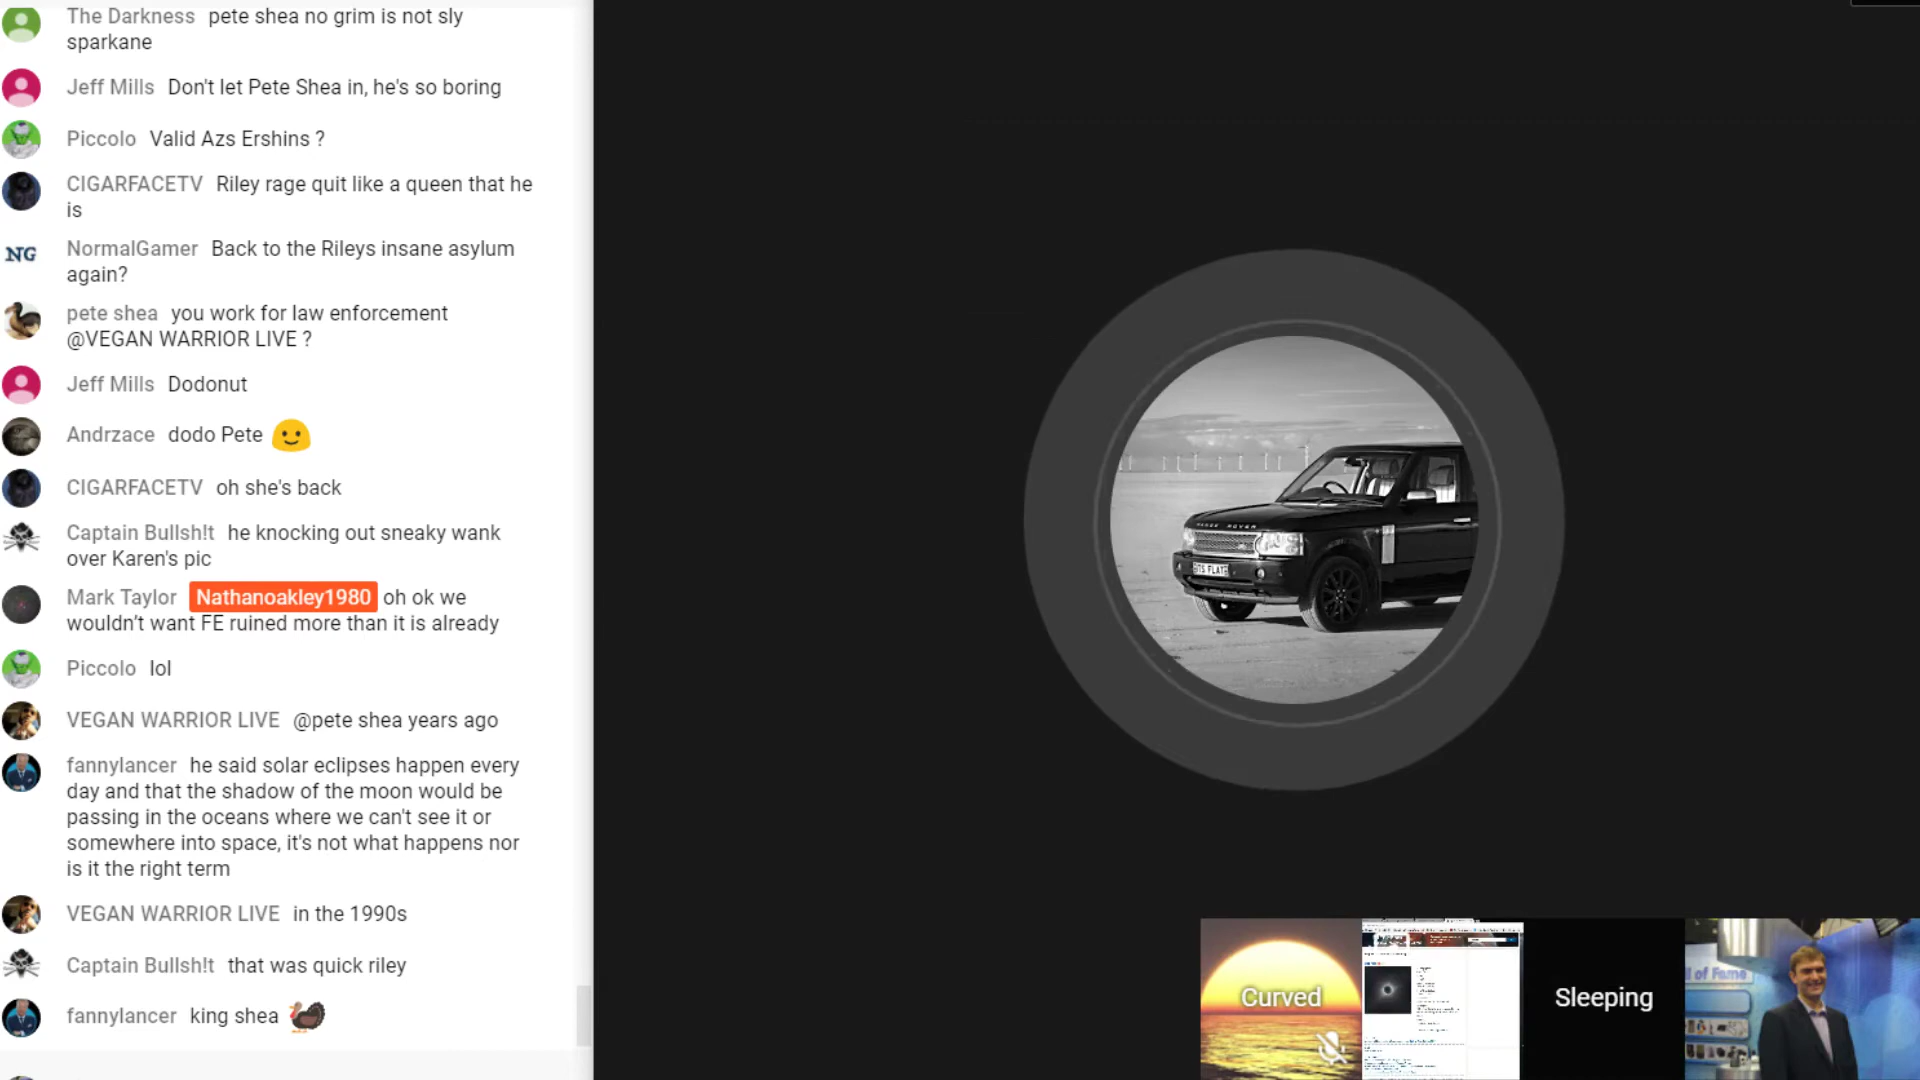 The Darkness pete shea no grim is not sly
sparkane
Jeff Mills Don't let Pete Shea in, he's so boring
Piccolo Valid Azs Ershins ?
CIGARFACETV Riley rage quit like a queen that he
is
NG
NormalGamer Back to the Rileys insane asylum
again?
pete shea you work for law enforcement
@VEGAN WARRIOR LIVE ?
Jeff Mills Dodonut
Andrzace dodo Pete
CIGARFACETV oh she's back
Captain Bullsh!t he knocking out sneaky wank
over Karen's pic
Mark Taylor Nathanoakley1980 oh ok we
wouldn't want FE ruined more than it is already
Piccolo lol
VEGAN WARRIOR LIVE @pete shea years ago
fannylancer he said solar eclipses happen every
day and that the shadow of the moon would be
passing in the oceans where we can't see it or
somewhere into space, it's not what happens nor
is it the right term
VEGAN WARRIOR LIVE in the 1990s
Captain Bullsh!t that was quick riley
fannylancer king shea
RANGE ROVER
Curved
Sleeping
of Fame